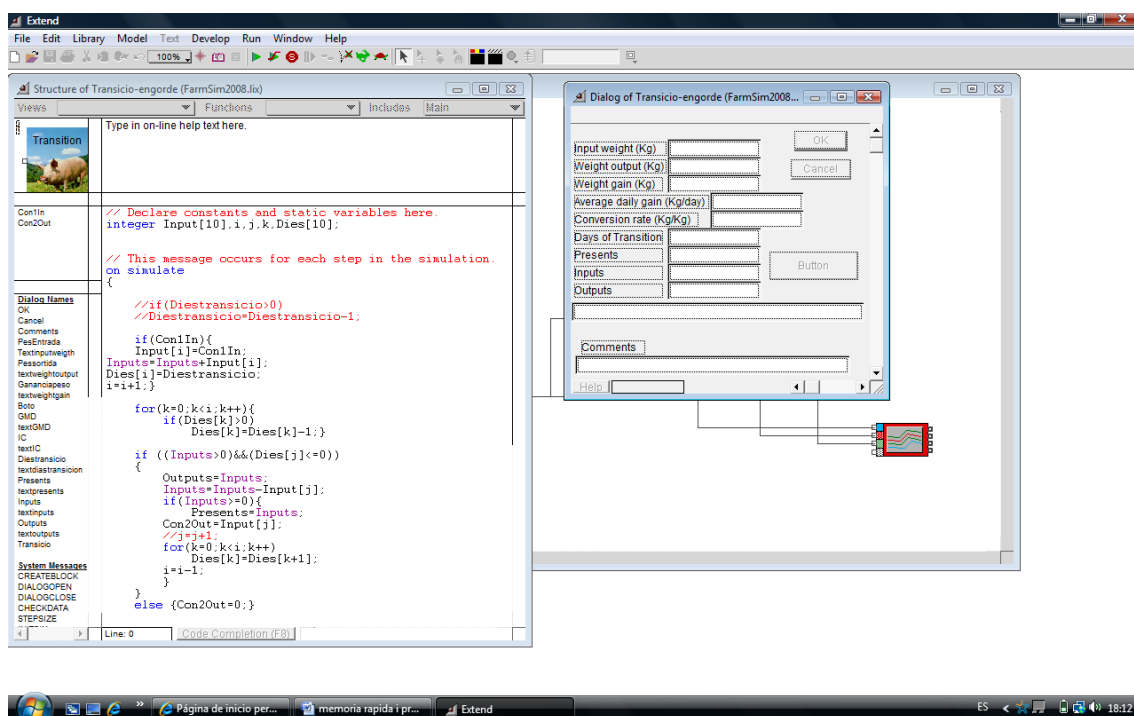 Extend
File Edit Library Model Text Develop Run Window Help
100%
Structure of Transicio-engorde (FarmSim2008.lix)
Views Functions Includes Main
Transition
Type in on-line help text here.
Con1In
Con2Out
// Declare constants and static variables here.
integer Input[10],i,j,k,Dies[10];
// This message occurs for each step in the simulation.
on simulate
{
//if(Diestransicio>0)
//Diestransicio=Diestransicio-1;
if(Con1In){
Input[i]=Con1In;
Inputs=Inputs+Input[i];
Dies[i]=Diestransicio;
i=i+1;}
for(k=0;k<i;k++){
if(Dies[k]>0)
Dies[k]=Dies[k]-1;}
if ((Inputs>0)&&(Dies[j]<=0))
{
Outputs=Inputs;
Inputs=Inputs-Input[j];
if(Inputs>=0){
Presents=Inputs;
Con2Out=Input[j];
//j=j+1;
for(k=0;k<i;k++)
Dies[k]=Dies[k+1];
i=i-1;
}
}
else {Con2Out=0;}
Dialog Names
OK
Cancel
Comments
PesEntrada
Textinputweigth
Pessortida
textweightoutput
Gananciapeso
textweightgain
Boto
GMD
textGMD
IC
textIC
Diestransicio
textdiastransicion
Presents
textpresents
Inputs
textinputs
Outputs
textoutputs
Transicio
System Messages
CREATEBLOCK
DIALOGOPEN
DIALOGCLOSE
CHECKDATA
STEPSIZE
Line: 0 Code Completion (F8)
Dialog of Transicio-engorde (FarmSim2008...
Input weight (Kg)
OK
Weight output (Kg)
Cancel
Weight gain (Kg)
Average daily gain (Kg/day)
Conversion rate (Kg/Kg)
Days of Transition
Presents
Button
Inputs
Outputs
Comments
Help
Página de inicio per... memoria rapida i pr... Extend ES 18:12